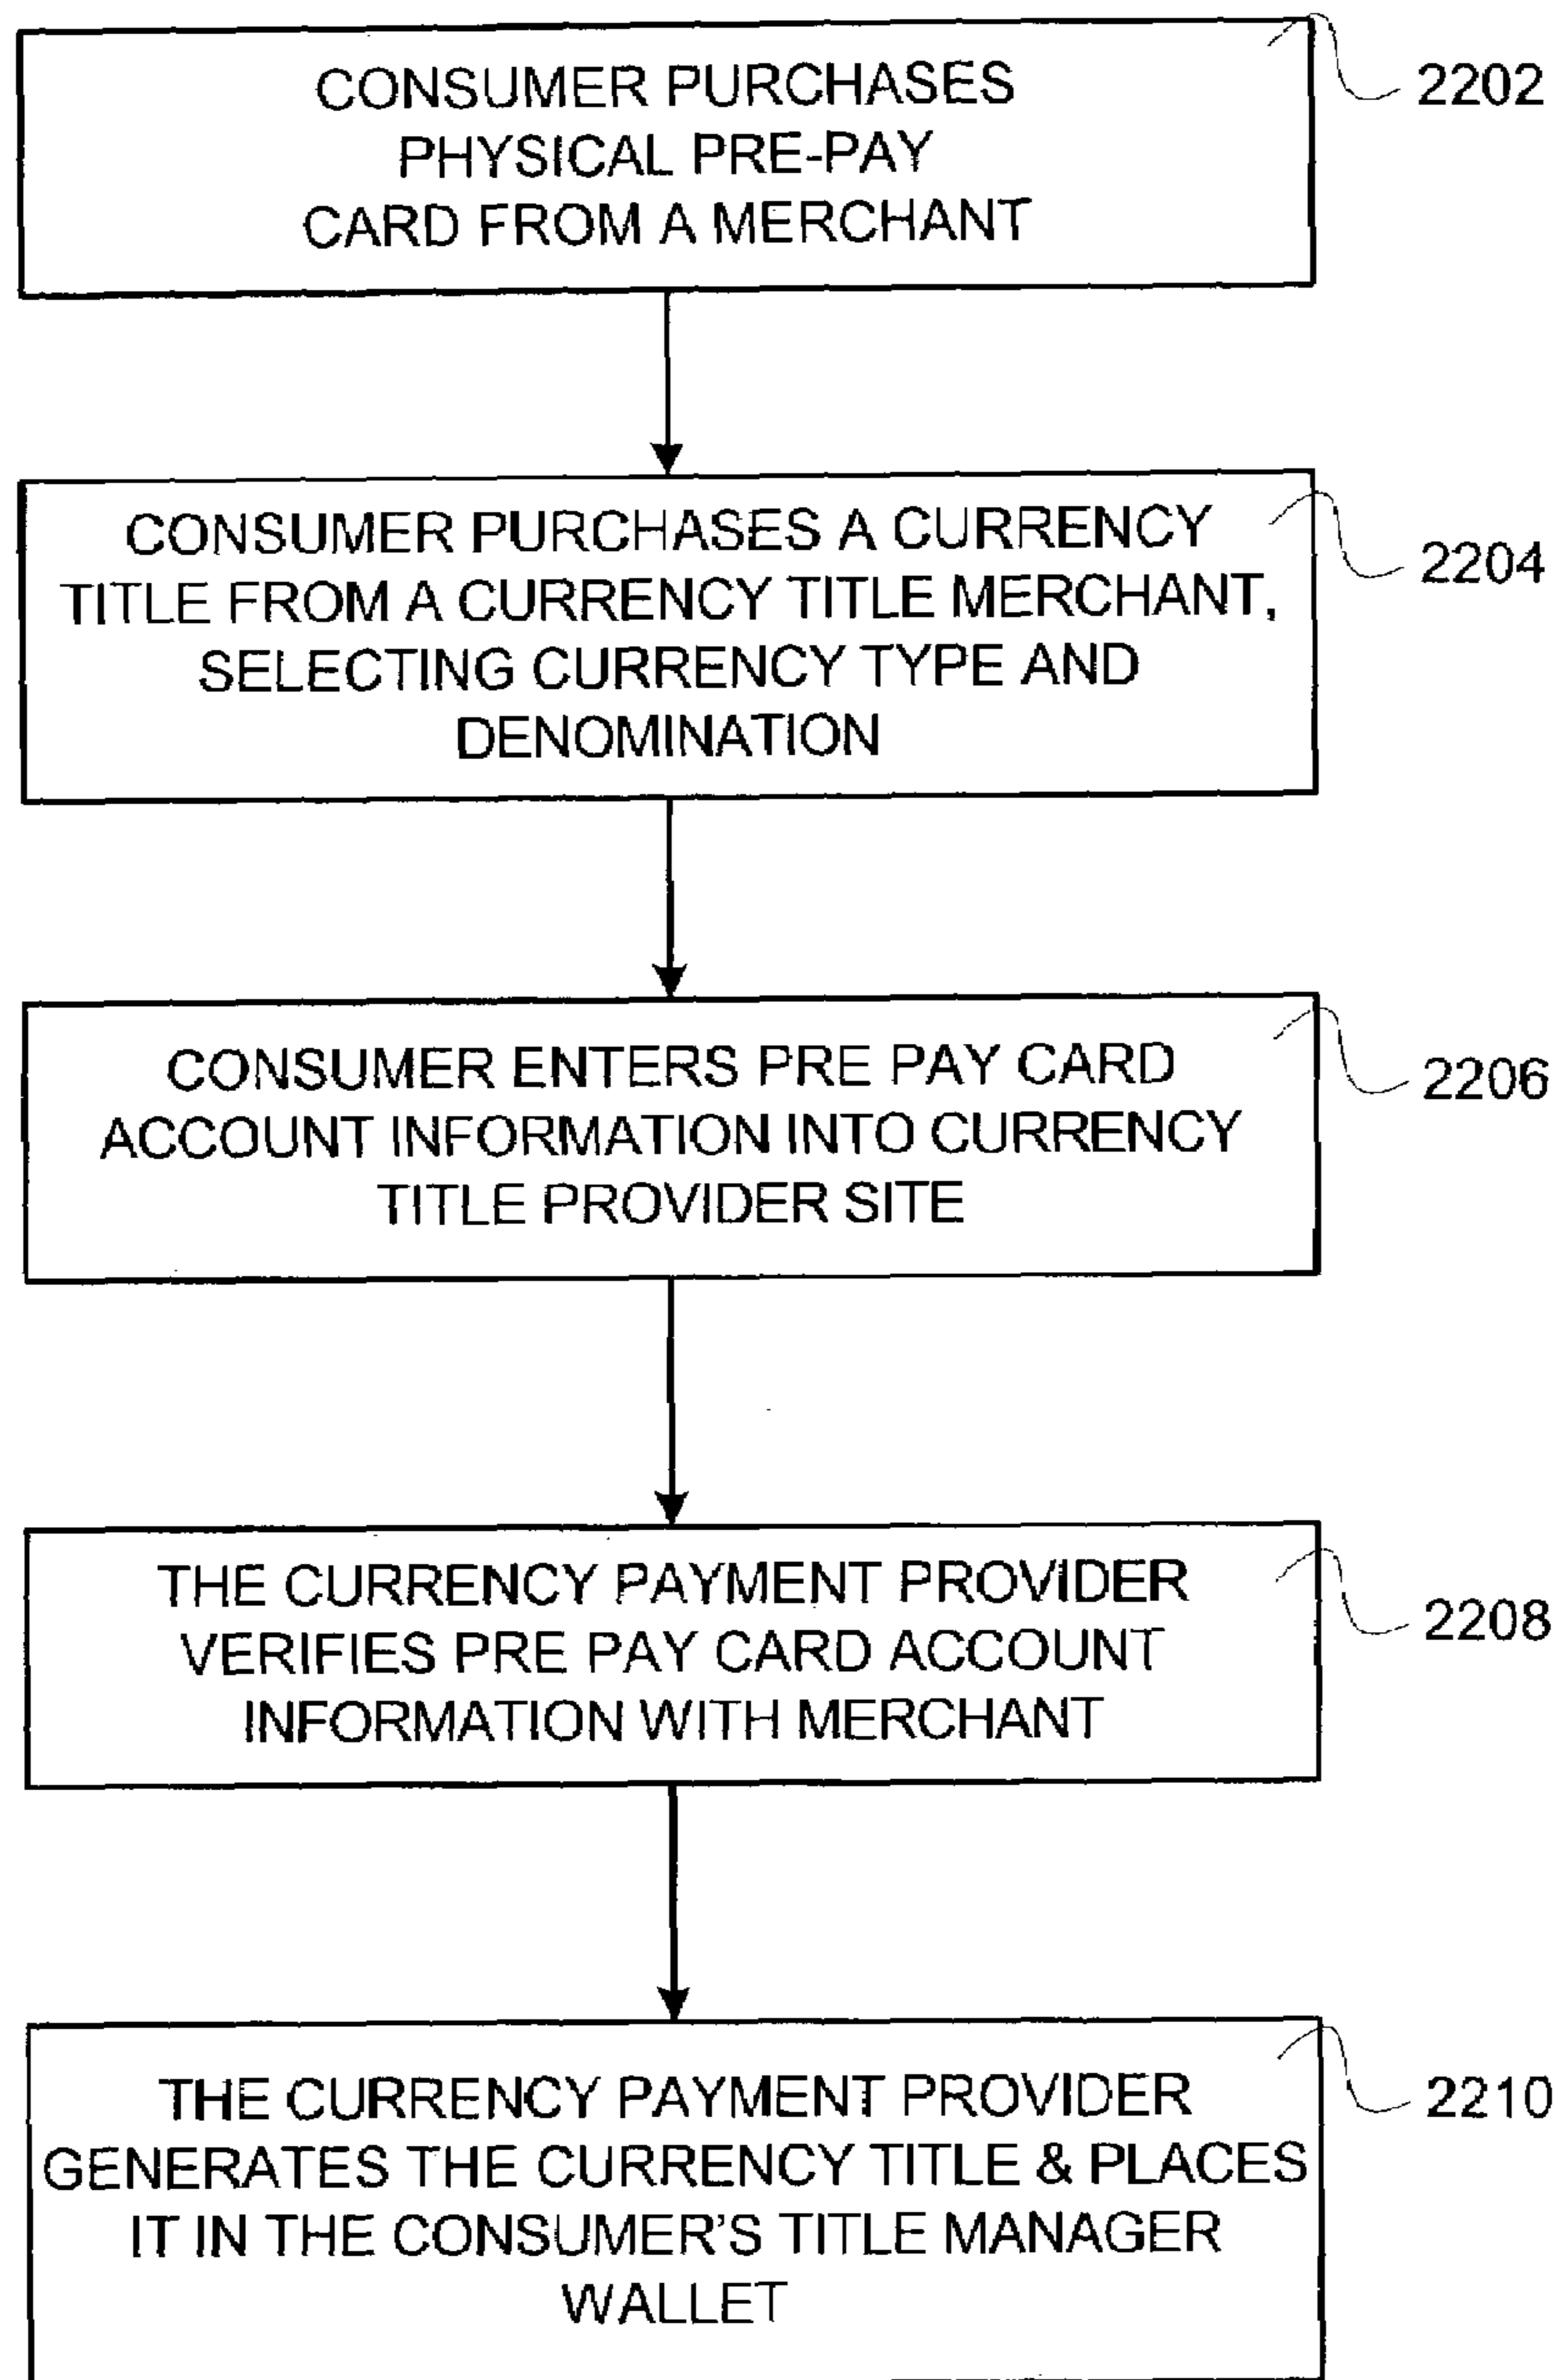 CONSUMER PURCHASES
PHYSICAL PRE-PAY
CARD FROM A MERCHANT
2202
CONSUMER PURCHASES A CURRENCY
TITLE FROM A CURRENCY TITLE MERCHANT,
SELECTING CURRENCY TYPE AND
DENOMINATION
2204
CONSUMER ENTERS PRE PAY CARD
ACCOUNT INFORMATION INTO CURRENCY
TITLE PROVIDER SITE
2206
THE CURRENCY PAYMENT PROVIDER
VERIFIES PRE PAY CARD ACCOUNT
INFORMATION WITH MERCHANT
2208
THE CURRENCY PAYMENT PROVIDER
GENERATES THE CURRENCY TITLE & PLACES
IT IN THE CONSUMER'S TITLE MANAGER
WALLET
2210